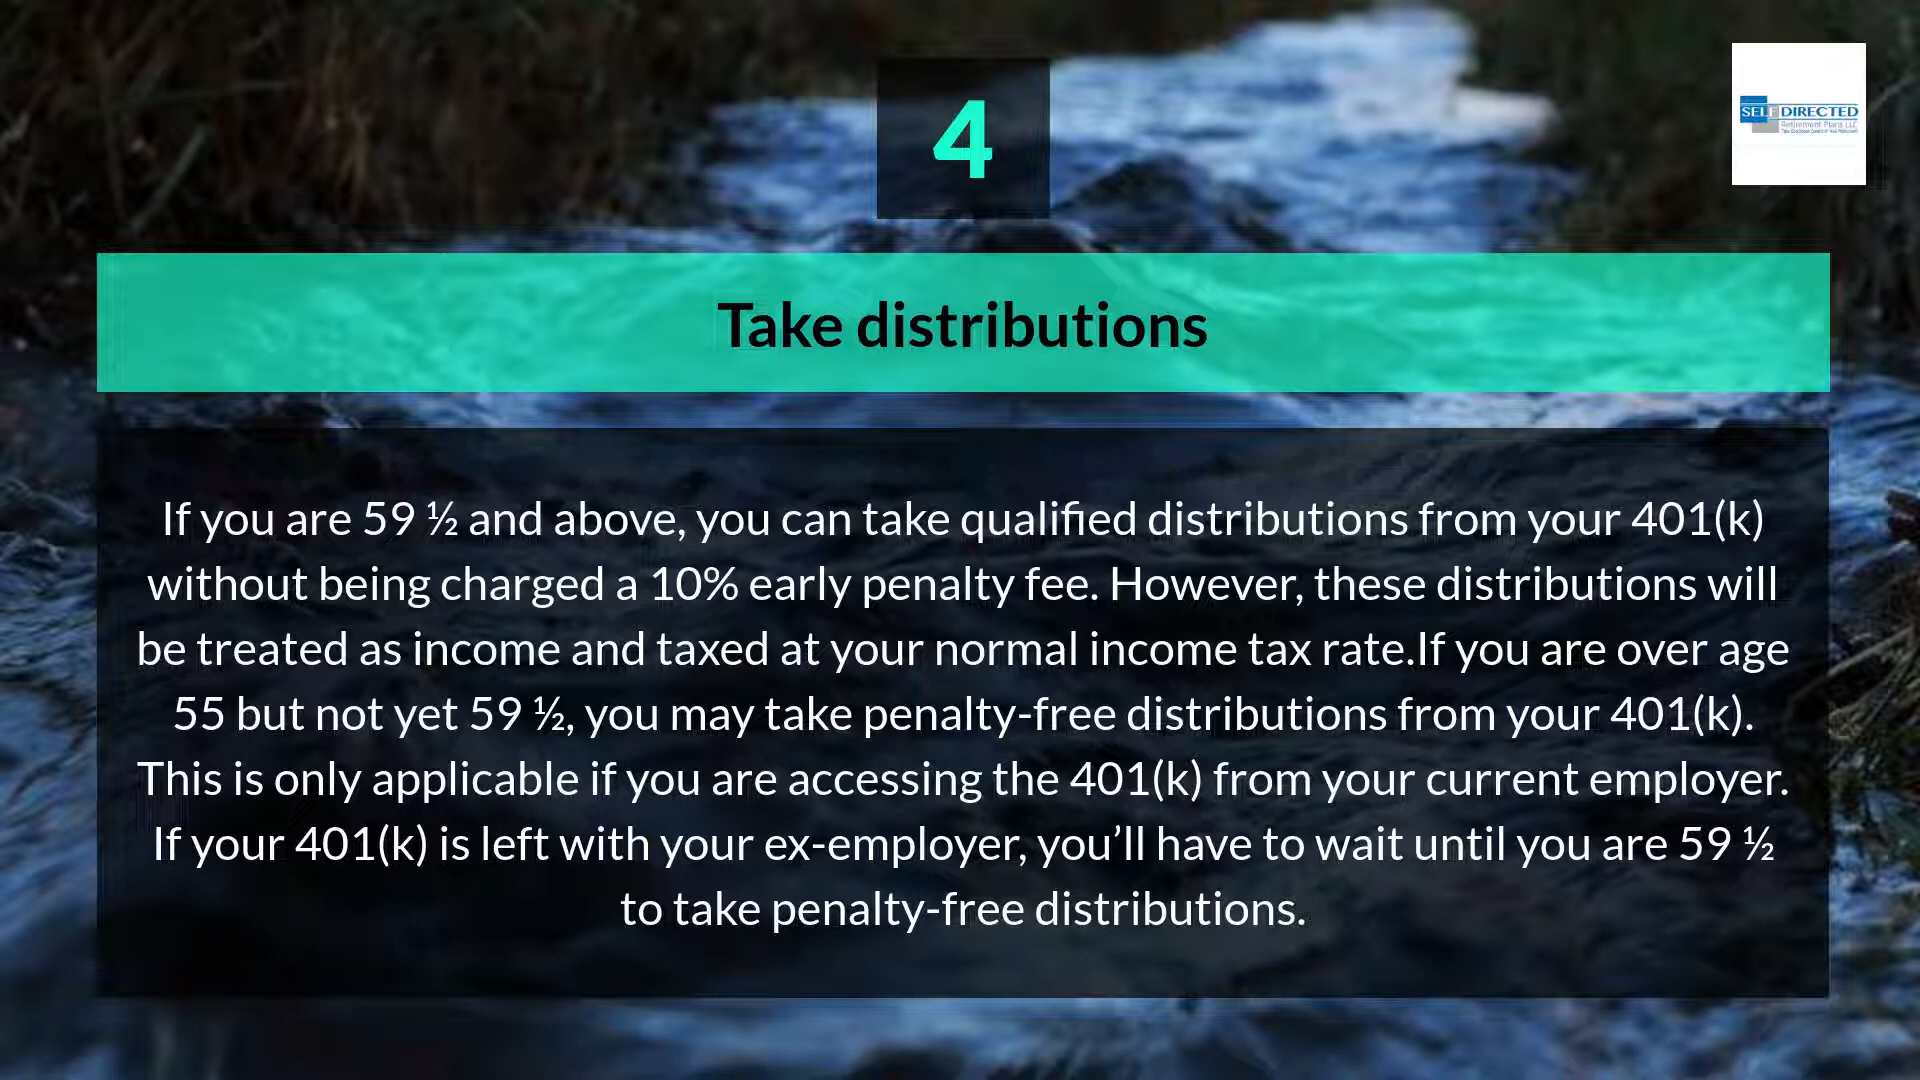 4
SELF DIRECTED
Retirement Plans LLC
Take distributions
If you are 59 ½ and above, you can take qualified distributions from your 401(k)
without being charged a 10% early penalty fee. However, these distributions will
be treated as income and taxed at your normal income tax rate.If you are over age
55 but not yet 59 ½, you may take penalty-free distributions from your 401(k).
This is only applicable if you are accessing the 401(k) from your current employer.
If your 401(k) is left with your ex-employer, you’ll have to wait until you are 59 ½
to take penalty-free distributions.